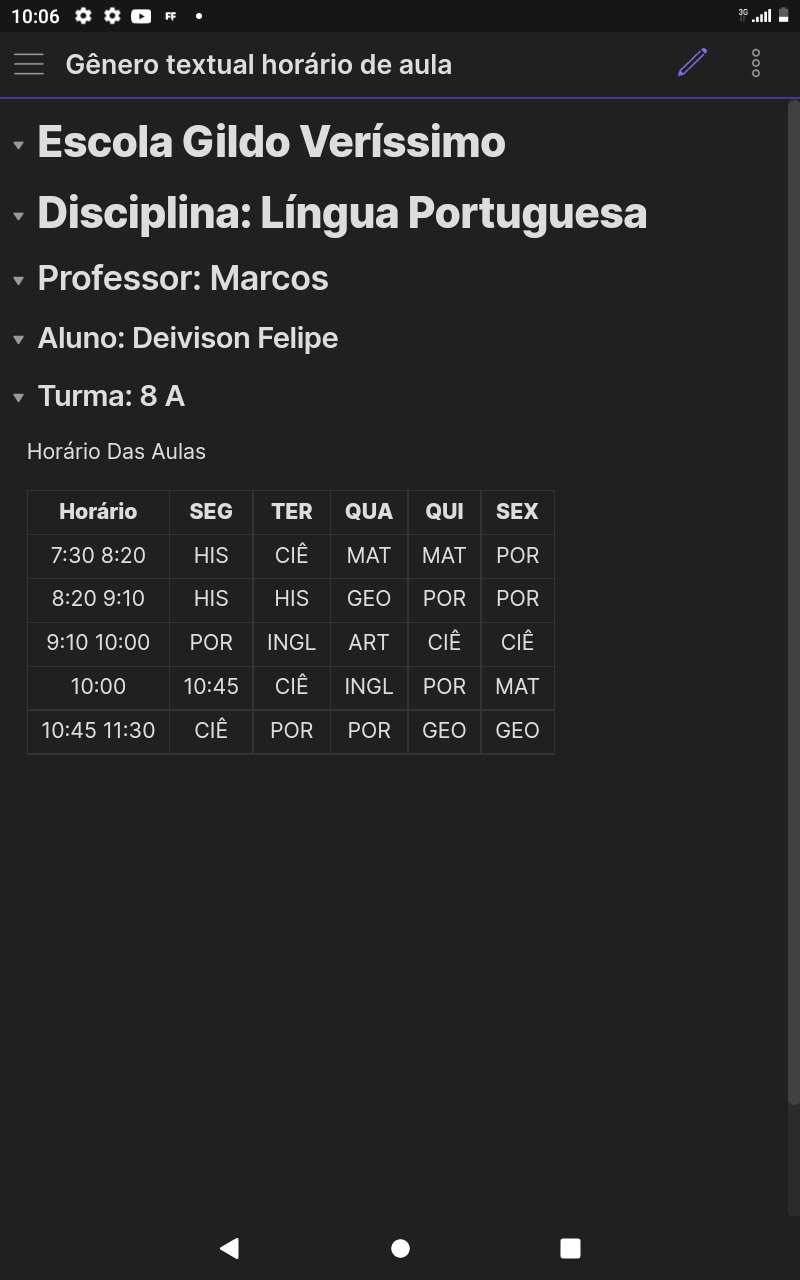 10:06 FF 3G
Gênero textual horário de aula
Escola Gildo Veríssimo
Disciplina: Língua Portuguesa
Professor: Marcos
Aluno: Deivison Felipe
Turma: 8 A
Horário Das Aulas
Horário SEG TER QUA QUI SEX
7:30 8:20 HIS CIÊ MAT MAT POR
8:20 9:10 HIS HIS GEO POR POR
9:10 10:00 POR INGL ART CIÊ CIÊ
10:00 10:45 CIÊ INGL POR MAT
10:45 11:30 CIÊ POR POR GEO GEO